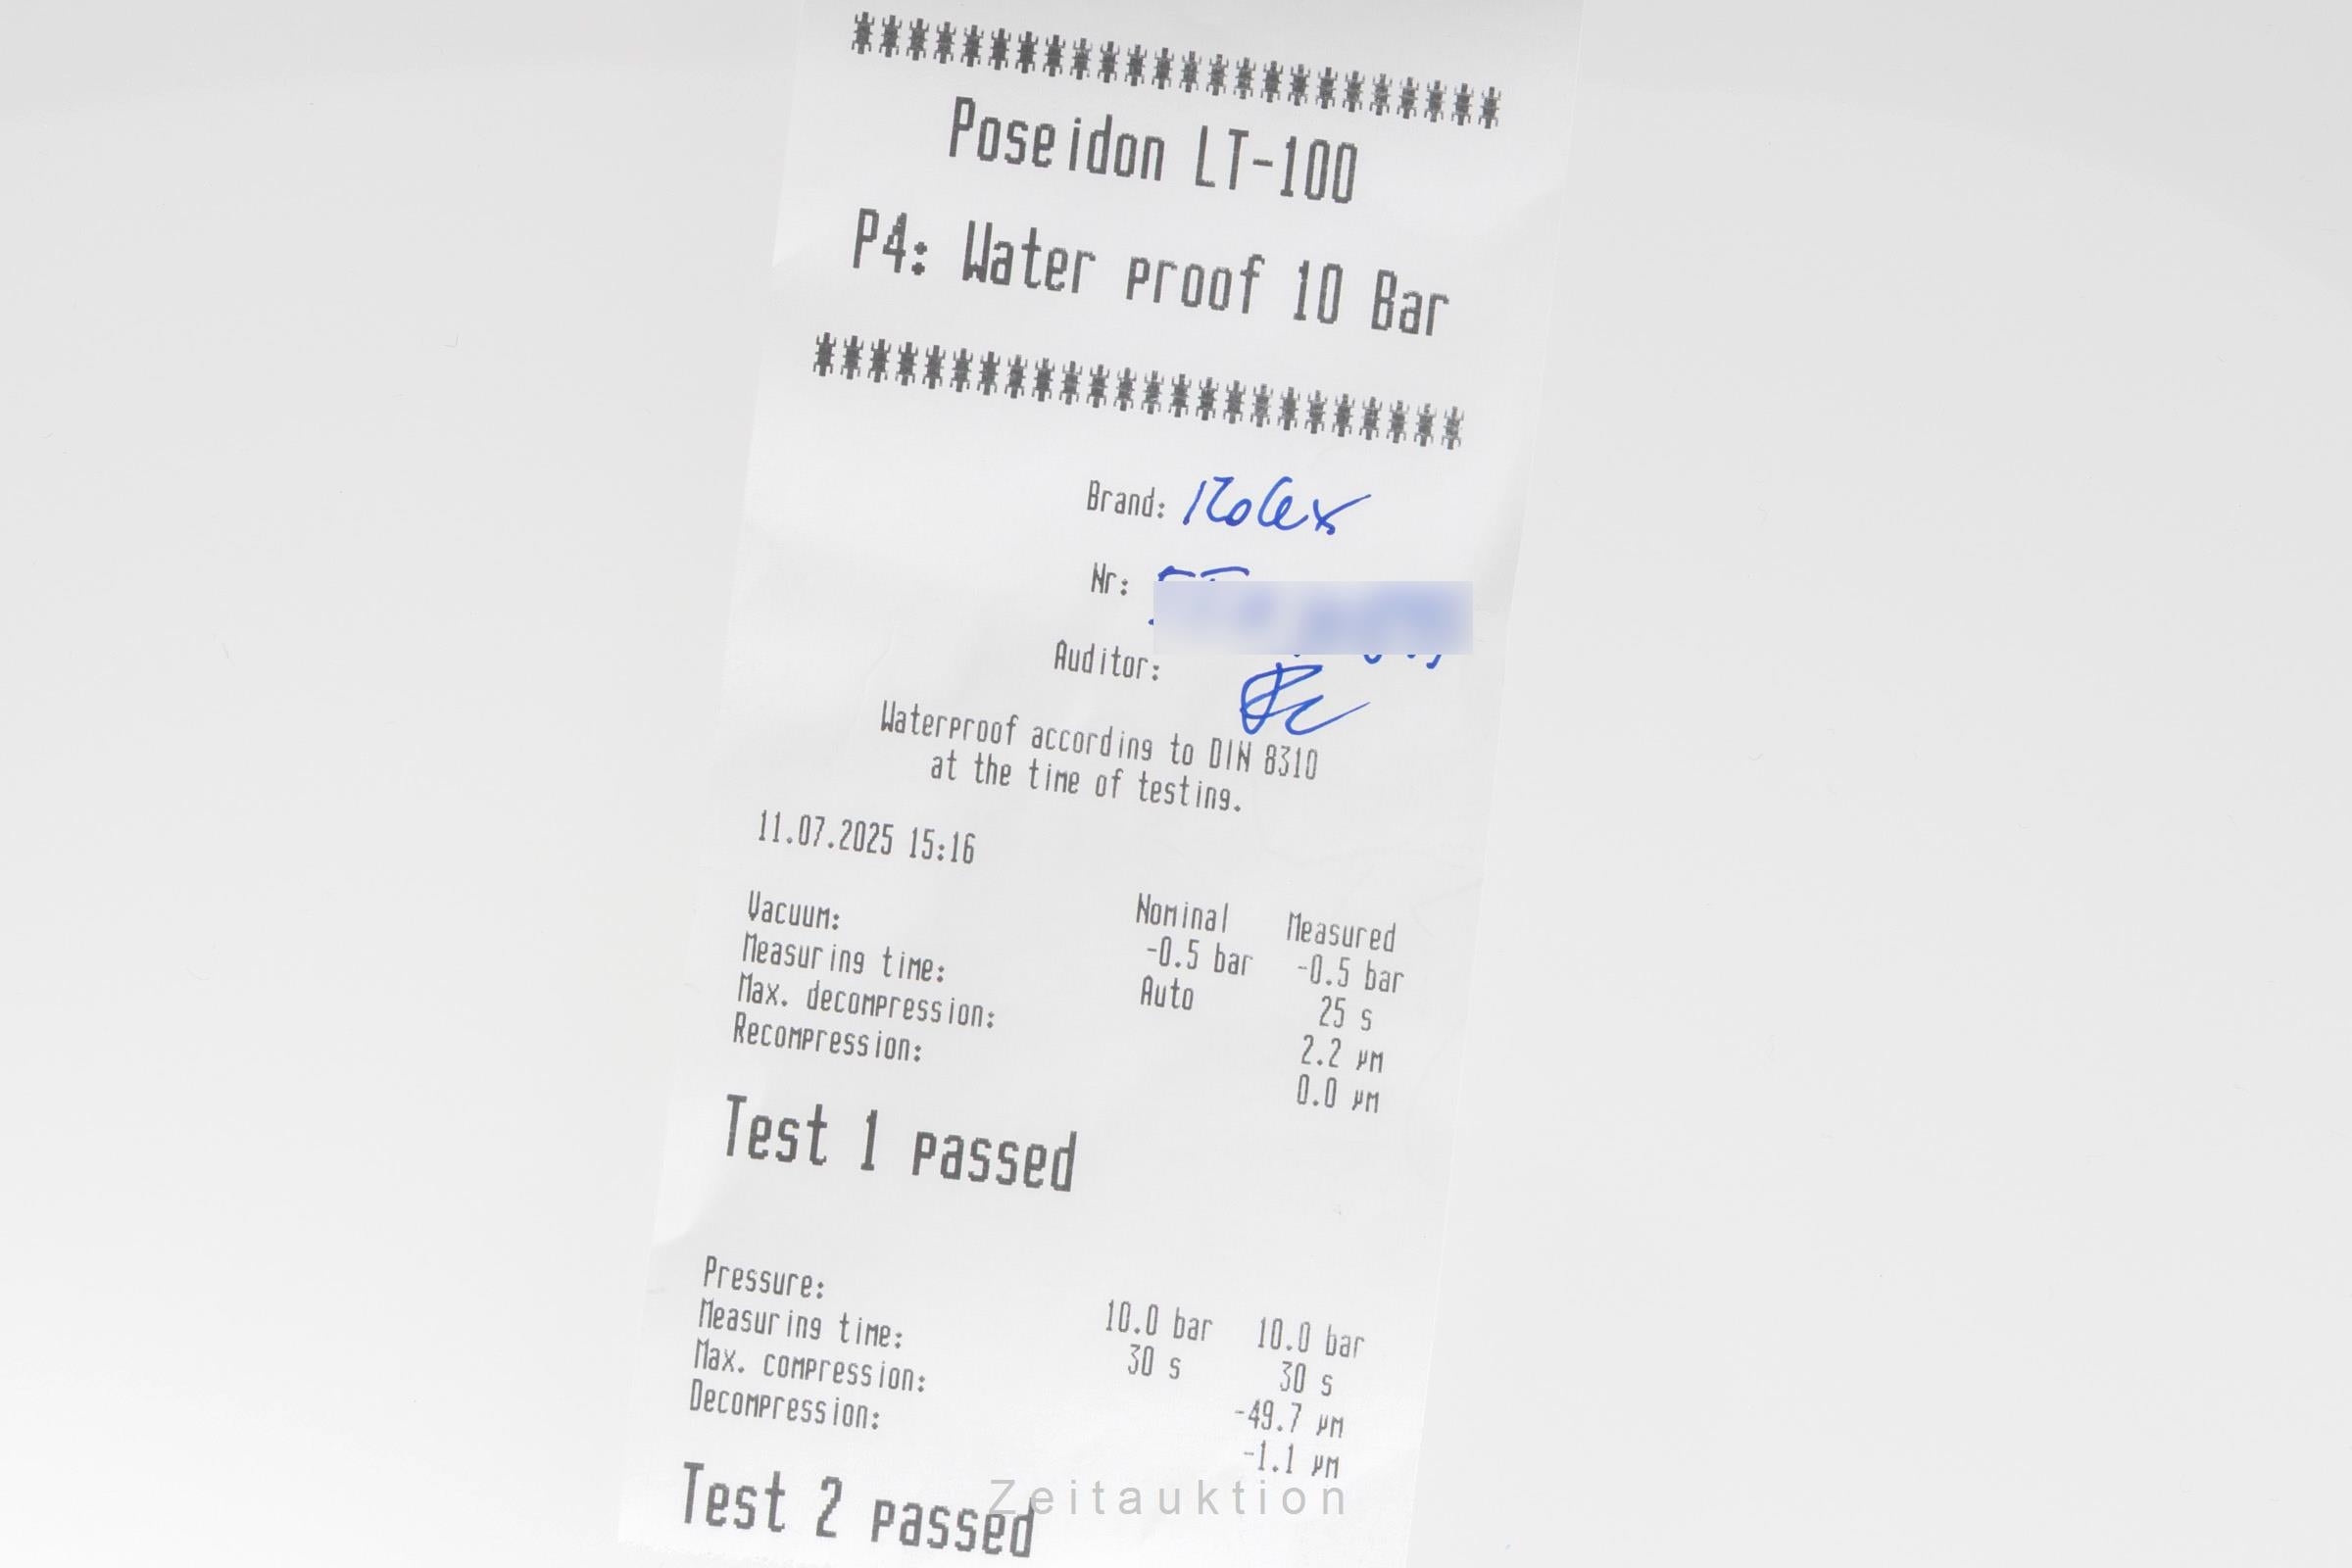 ************************
Poseidon LT-100
P4: Water proof 10 Bar
************************
Brand: Rolex
Nr:
Auditor:
Waterproof according to DIN 8310
at the time of testing.
11.07.2025 15:16
Nominal Measured
Vacuum: -0.5 bar -0.5 bar
Measuring time: Auto 25 s
Max. decompression: 2.2 µm
Recompression: 0.0 µm
Test 1 passed
Pressure: 10.0 bar 10.0 bar
Measuring time: 30 s 30 s
Max. compression: -49.7 µm
Decompression: -1.1 µm
Test 2 passed
Zeitauktion